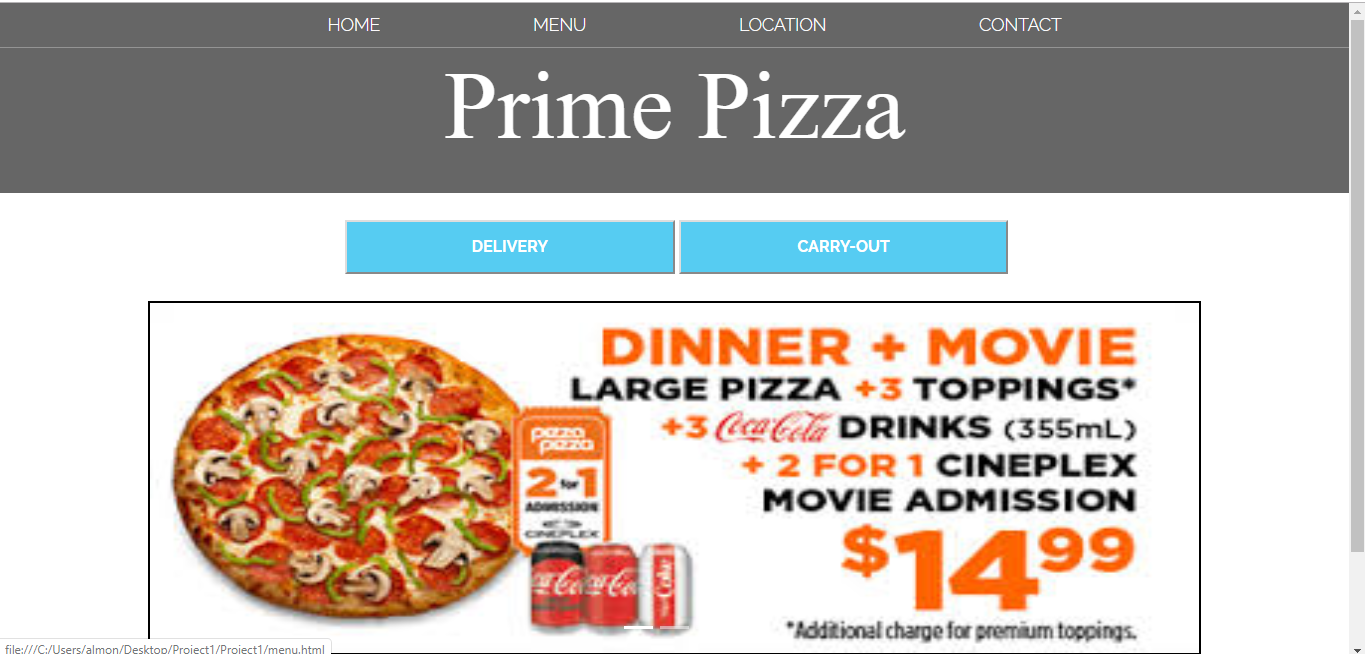 HOME MENU LOCATION CONTACT
Prime Pizza
DELIVERY CARRY-OUT
DINNER + MOVIE
LARGE PIZZA +3 TOPPINGS*
+3 Coca-Cola DRINKS (355mL)
+ 2 FOR 1 CINEPLEX
MOVIE ADMISSION
$1499
*Additional charge for premium toppings.
pizza
pizza
2 for 1
ADMISSION
CINEPLEX
file:///C:/Users/almon/Desktop/Project1/Project1/menu.html